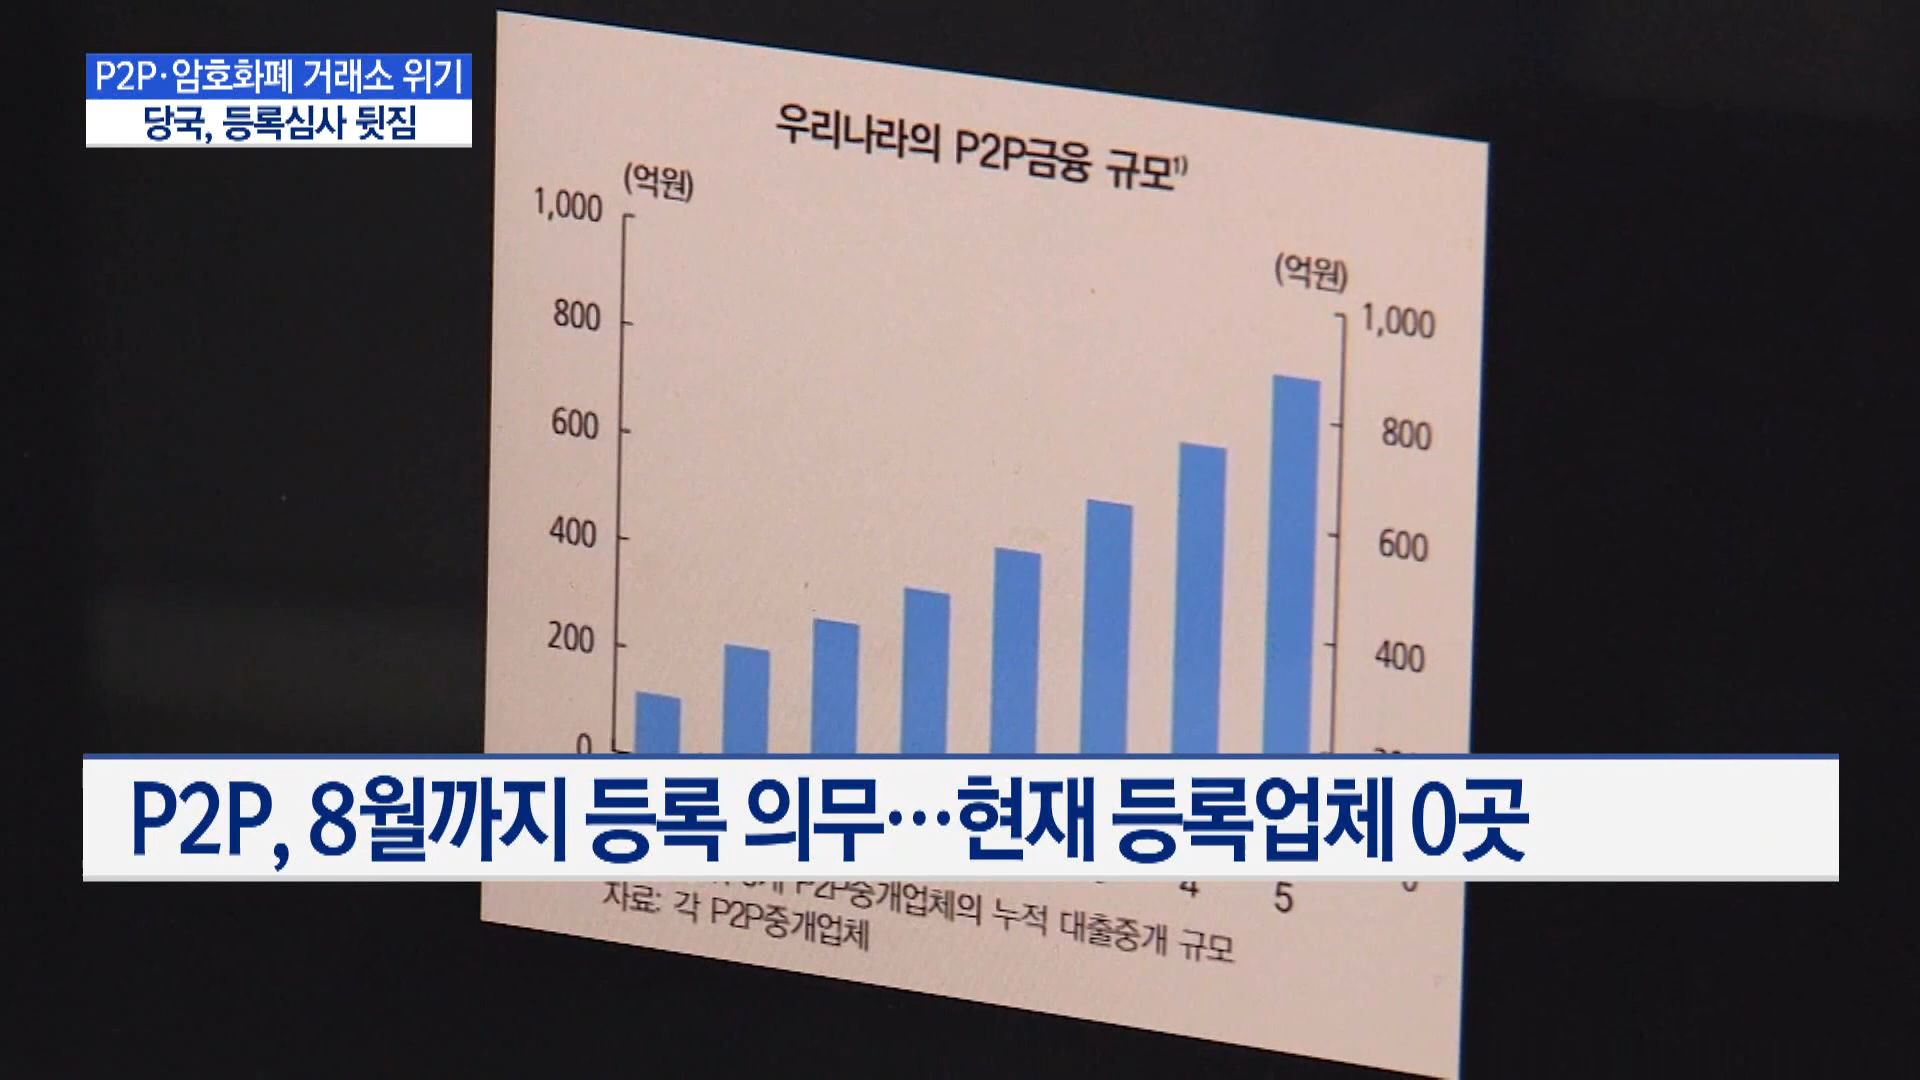 P2P·암호화폐 거래소 위기
당국, 등록심사 뒷짐
우리나라의 P2P금융 규모¹⁾
(억원)
1,000
800
600
400
200
0
(억원)
1,000
800
600
400
P2P, 8월까지 등록 의무…현재 등록업체 0곳
4
5
P2P중개업체의 누적 대출중개 규모
자료: 각 P2P중개업체